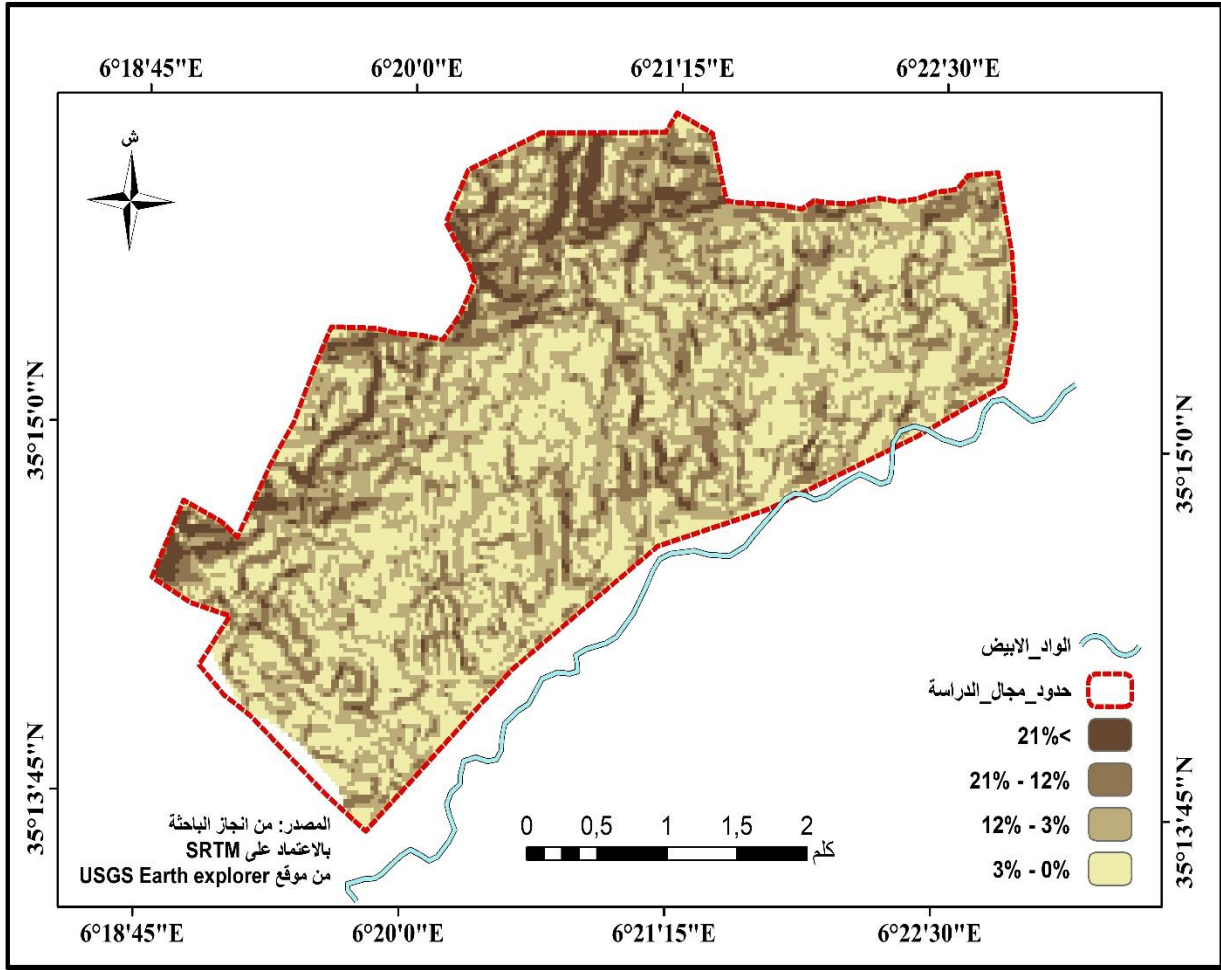 6°18'45"E
6°20'0"E
6°21'15"E
6°22'30"E
ش
35°15'0"N
35°15'0"N
الواد_الابيض
حدود_مجال_الدراسة
21%<
21% - 12%
12% - 3%
3% - 0%
35°13'45"N
35°13'45"N
0 0,5 1 1,5 2
كلم
المصدر: من انجاز الباحثة
بالاعتماد على SRTM
من موقع USGS Earth explorer
6°18'45"E
6°20'0"E
6°21'15"E
6°22'30"E